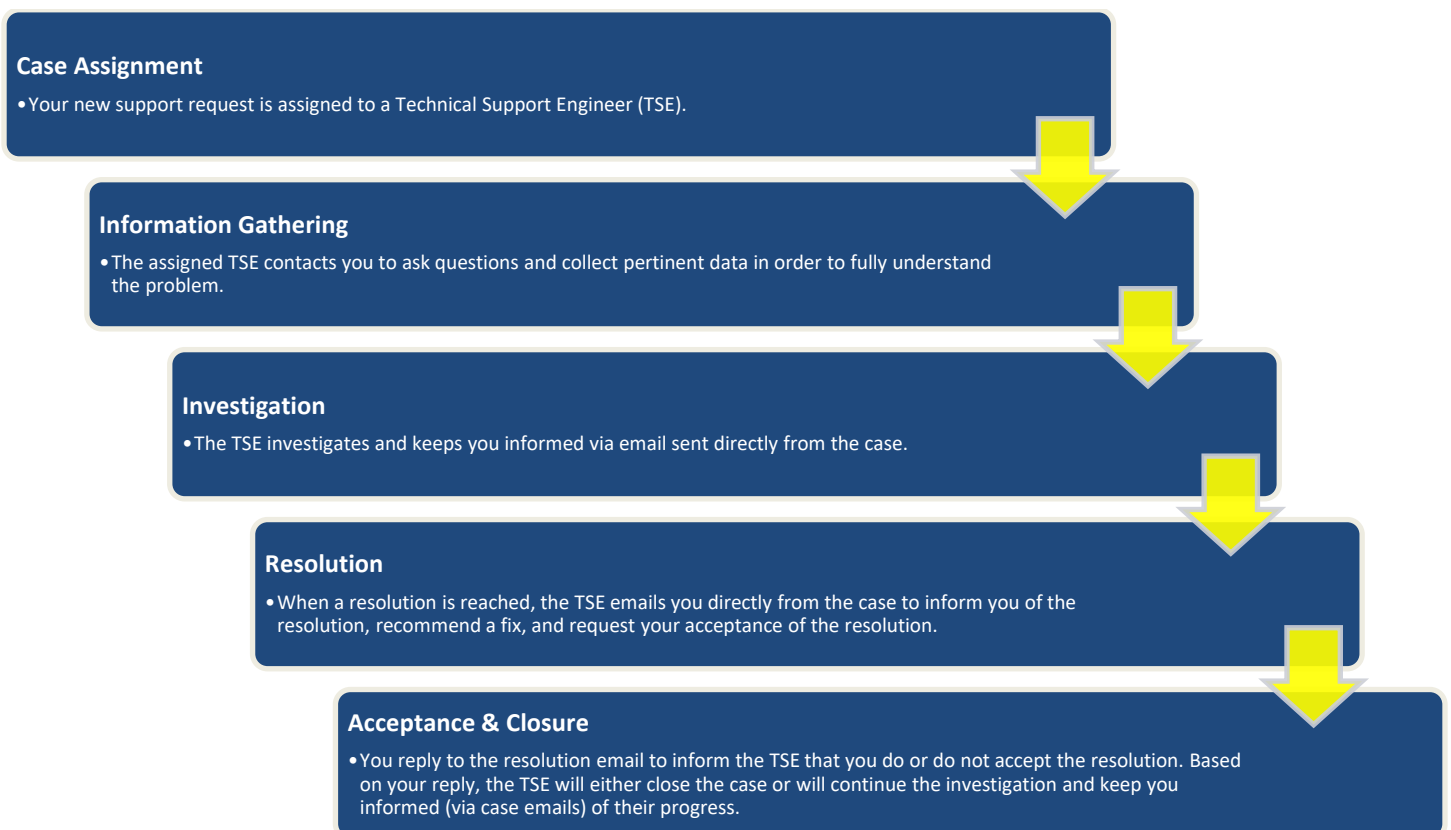 Case Assignment
•Your new support request is assigned to a Technical Support Engineer (TSE).
Information Gathering
•The assigned TSE contacts you to ask questions and collect pertinent data in order to fully understand
the problem.
Investigation
•The TSE investigates and keeps you informed via email sent directly from the case.
Resolution
•When a resolution is reached, the TSE emails you directly from the case to inform you of the
resolution, recommend a fix, and request your acceptance of the resolution.
Acceptance & Closure
•You reply to the resolution email to inform the TSE that you do or do not accept the resolution. Based
on your reply, the TSE will either close the case or will continue the investigation and keep you
informed (via case emails) of their progress.